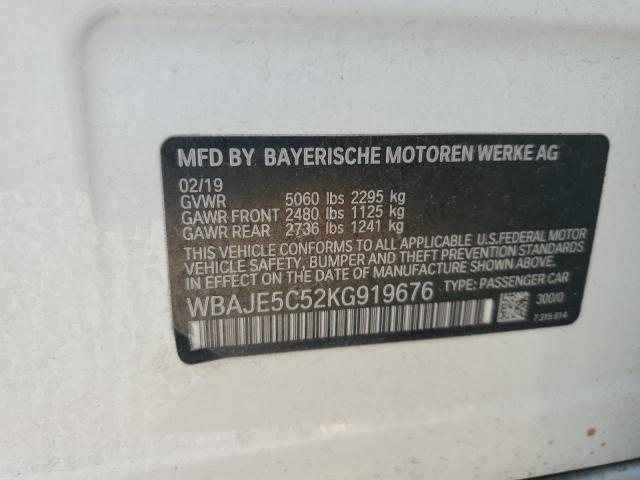 MFD BY BAYERISCHE MOTOREN WERKE AG
02/19
GVWR 5060 lbs 2295 kg
GAWR FRONT 2480 lbs 1125 kg
GAWR REAR 2736 lbs 1241 kg
THIS VEHICLE CONFORMS TO ALL APPLICABLE U.S.FEDERAL MOTOR
VEHICLE SAFETY, BUMPER AND THEFT PREVENTION STANDARDS
IN EFFECT ON THE DATE OF MANUFACTURE SHOWN ABOVE.
WBAJE5C52KG919676 TYPE: PASSENGER CAR
300/0
7315814